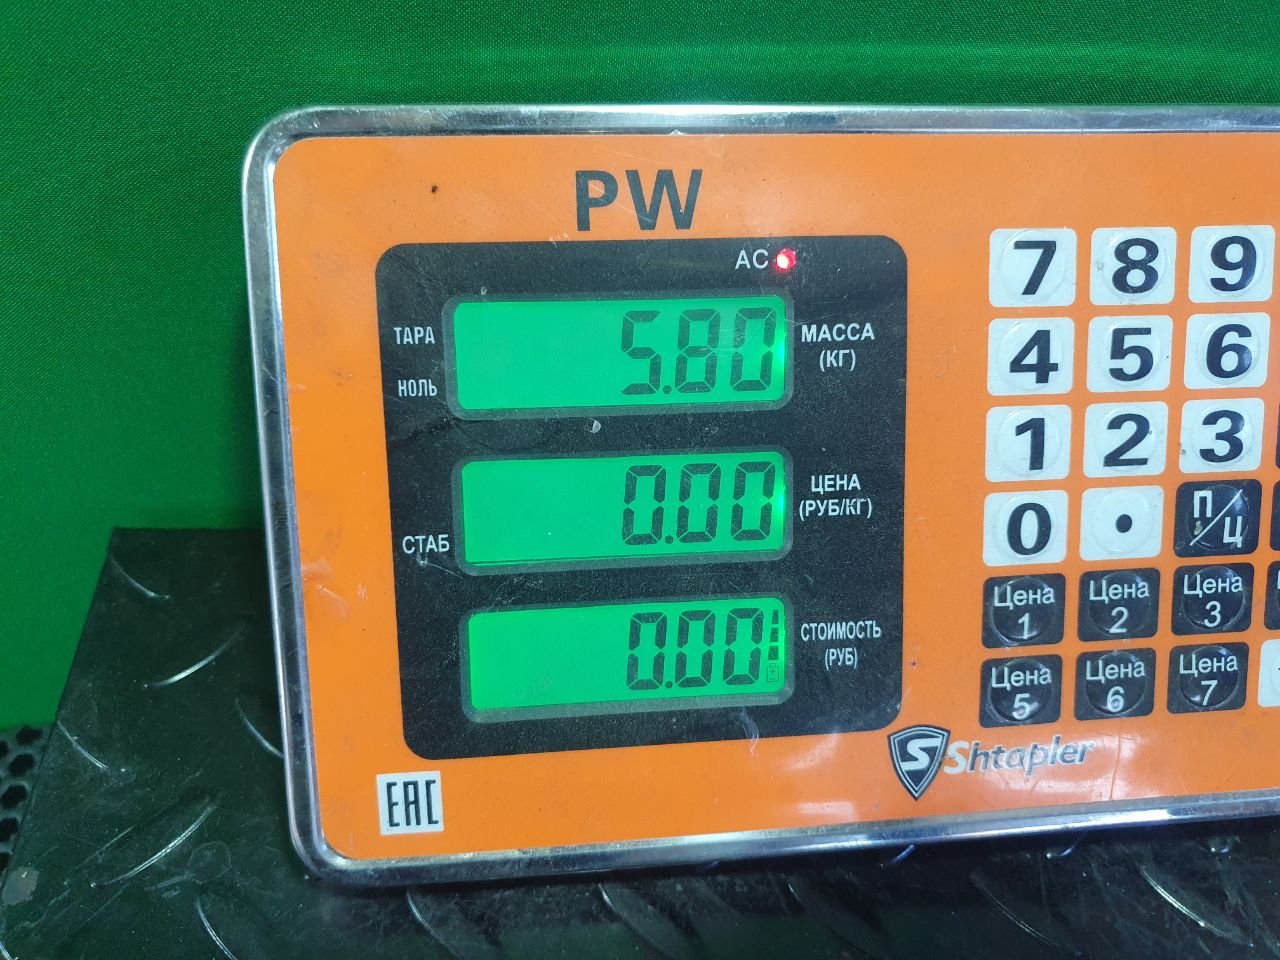 PW
AC
ТАРА
НОЛЬ
5.80
МАССА
(КГ)
СТАБ
0.00
ЦЕНА
(РУБ/КГ)
0.00
СТОИМОСТЬ
(РУБ)
7 8 9
4 5 6
1 2 3
0 . П/Ц
Цена 1 Цена 2 Цена 3
Цена 5 Цена 6 Цена 7
S Shtapler
EAC